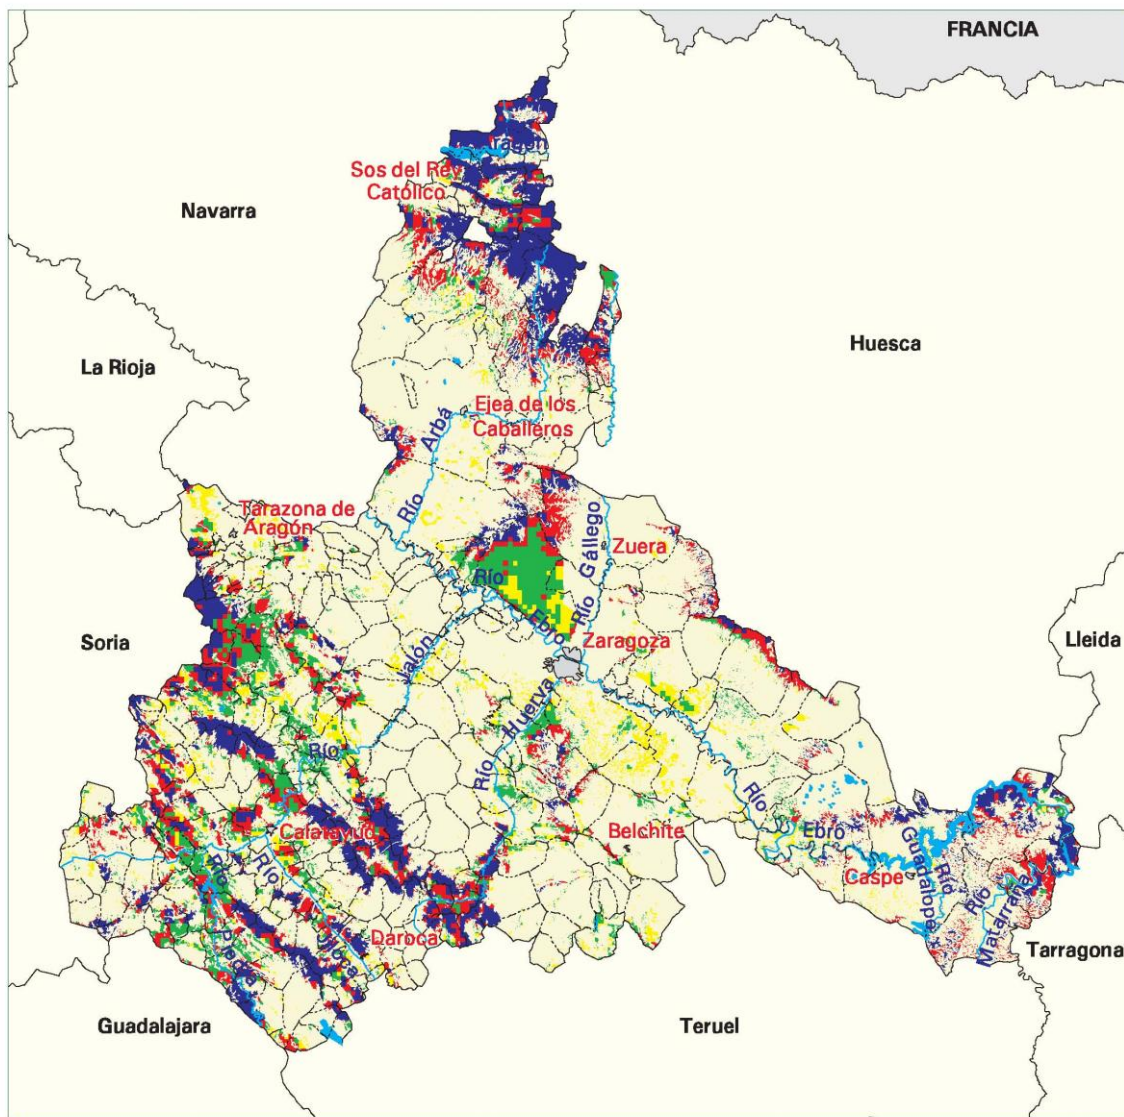 FRANCIA
Aragón
Sos del Rey
Católico
Navarra
Huesca
La Rioja
Ejea de los
Caballeros
Arbá
Río
Tarazona de
Aragón
Gállego
Río
Zuera
Río
Ebro
Zaragoza
Soria
Lleida
Jalón
Río
Huerva
Río
Calatayud
Belchite
Río
Ebro
Guadalope
Río
Caspe
Río
Matarraña
Río
Piedra
Río
Jiloca
Daroca
Tarragona
Guadalajara
Teruel